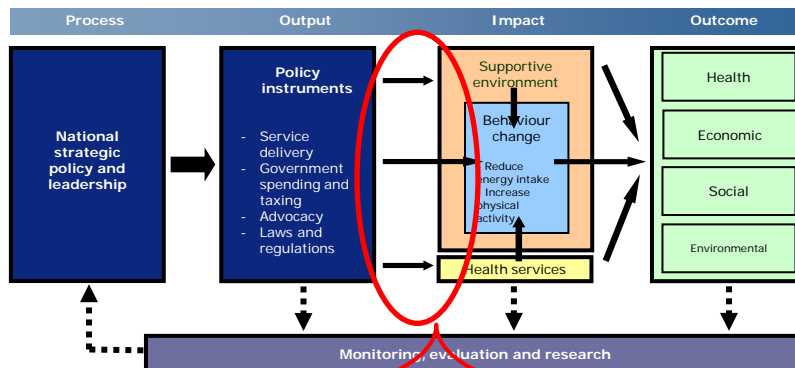 Process
Output
Impact
Outcome
National
strategic
policy and
leadership
Policy
instruments
- Service
delivery
- Government
spending and
taxing
- Advocacy
- Laws and
regulations
Supportive
environment
Behaviour
change
Reduce
energy intake
Increase
physical
activity
Health services
Health
Economic
Social
Environmental
Monitoring, evaluation and research